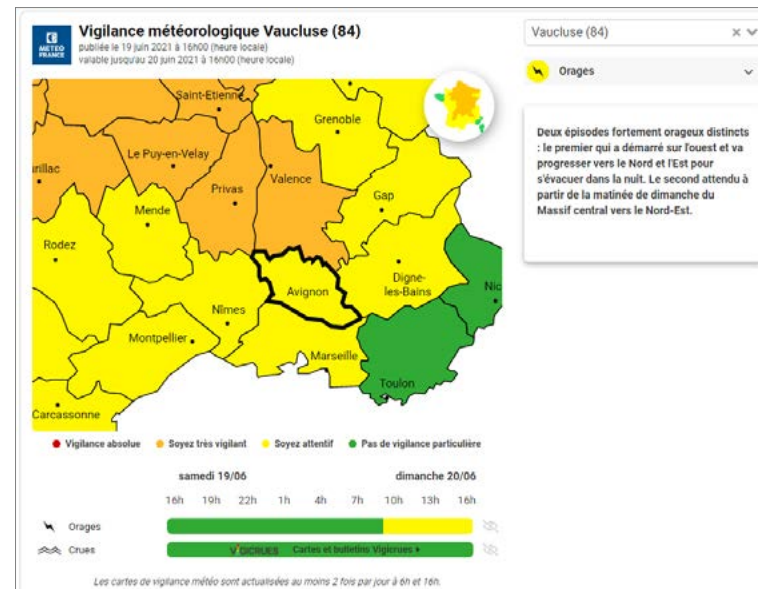 METEO
FRANCE
Vigilance météorologique Vaucluse (84)
publiée le 19 juin 2021 à 16h00 (heure locale)
valable jusqu'au 20 juin 2021 à 16h00 (heure locale)
Vaucluse (84)
Orages
Deux épisodes fortement orageux distincts
: le premier qui a démarré sur l'ouest et va
progresser vers le Nord et l'Est pour
s'évacuer dans la nuit. Le second attendu à
partir de la matinée de dimanche du
Massif central vers le Nord-Est.
Saint-Etienne
Grenoble
Le Puy-en-Velay
urillac
Privas
Valence
Mende
Gap
Rodez
Digne-
les-Bains
Avignon
Nic
Nîmes
Montpellier
Marseille
Toulon
Carcassonne
Vigilance absolue Soyez très vigilant Soyez attentif Pas de vigilance particulière
samedi 19/06 dimanche 20/06
16h 19h 22h 1h 4h 7h 10h 13h 16h
Orages
Crues VIGICRUES Cartes et bulletins Vigicrues
Les cartes de vigilance météo sont actualisées au moins 2 fois par jour à 6h et 16h.